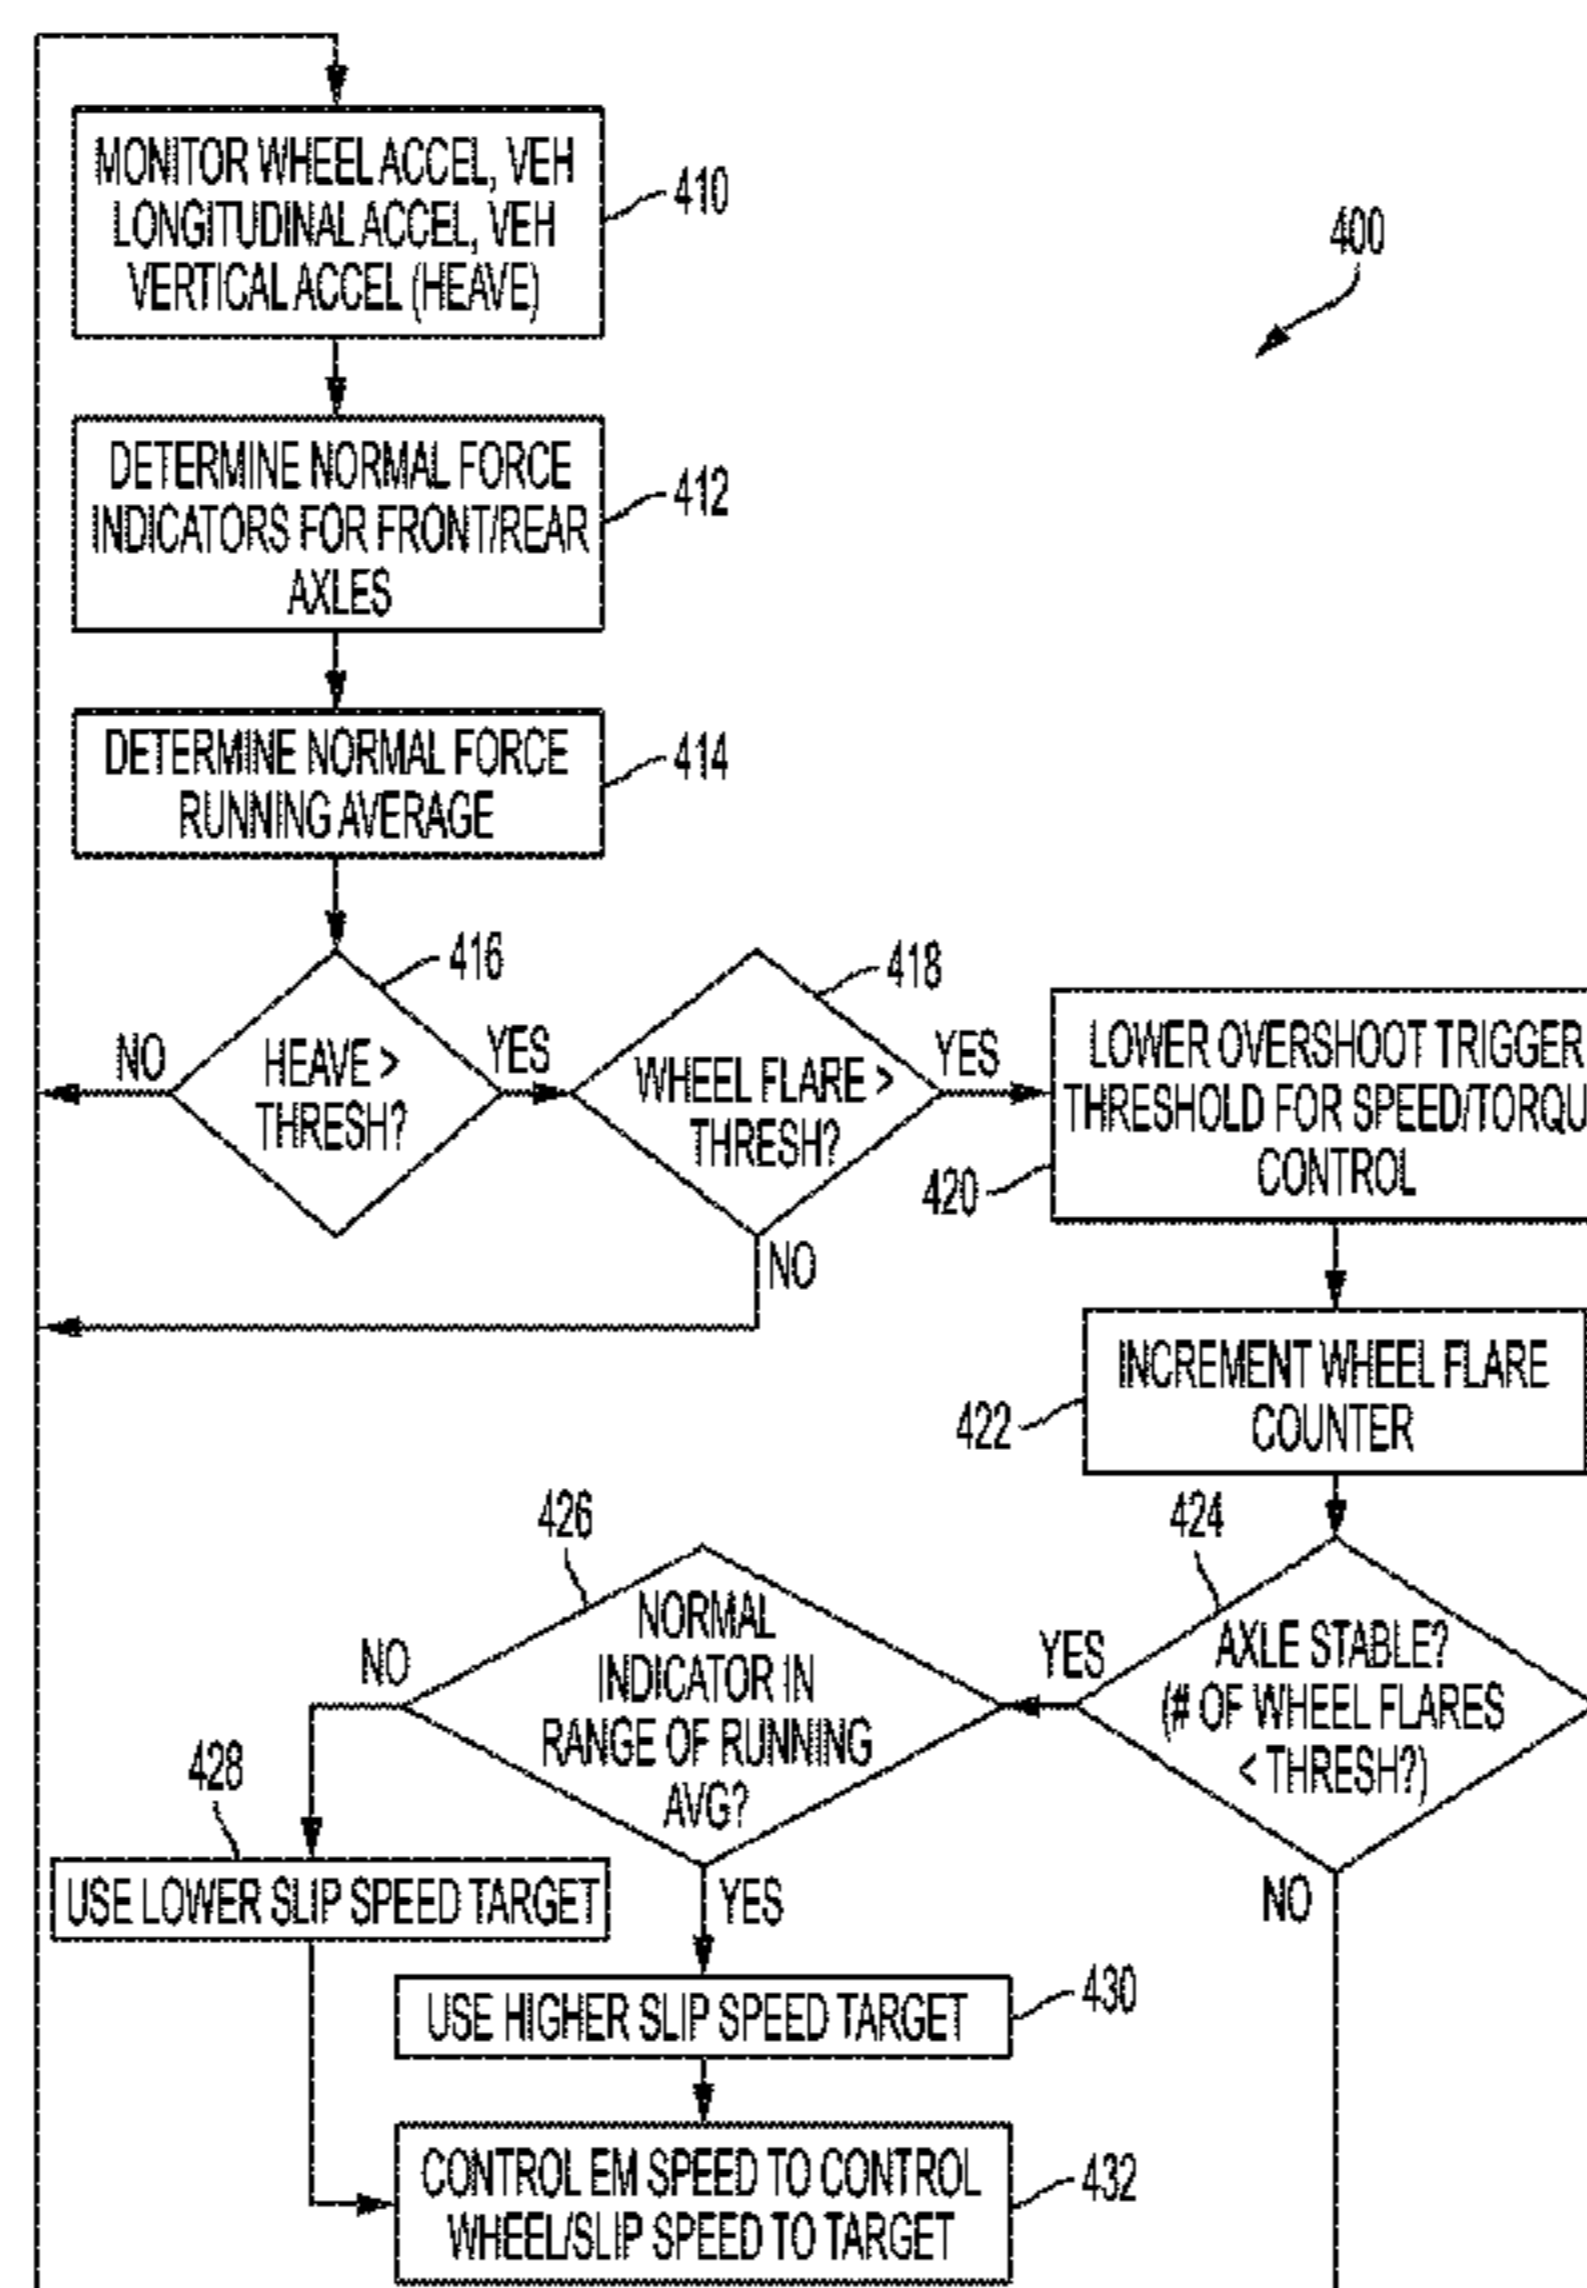 MONITOR WHEEL ACCEL, VEH
LONGITUDINAL ACCEL, VEH
VERTICAL ACCEL (HEAVE)
410
400
DETERMINE NORMAL FORCE
INDICATORS FOR FRONT/REAR
AXLES
412
DETERMINE NORMAL FORCE
RUNNING AVERAGE
414
416
HEAVE >
THRESH?
NO
YES
418
WHEEL FLARE >
THRESH?
YES
NO
LOWER OVERSHOOT TRIGGER
THRESHOLD FOR SPEED/TORQU
CONTROL
420
INCREMENT WHEEL FLARE
COUNTER
422
424
AXLE STABLE?
(# OF WHEEL FLARES
< THRESH?)
YES
NO
426
NORMAL
INDICATOR IN
RANGE OF RUNNING
AVG?
NO
YES
428
USE LOWER SLIP SPEED TARGET
USE HIGHER SLIP SPEED TARGET
430
CONTROL EM SPEED TO CONTROL
WHEEL/SLIP SPEED TO TARGET
432